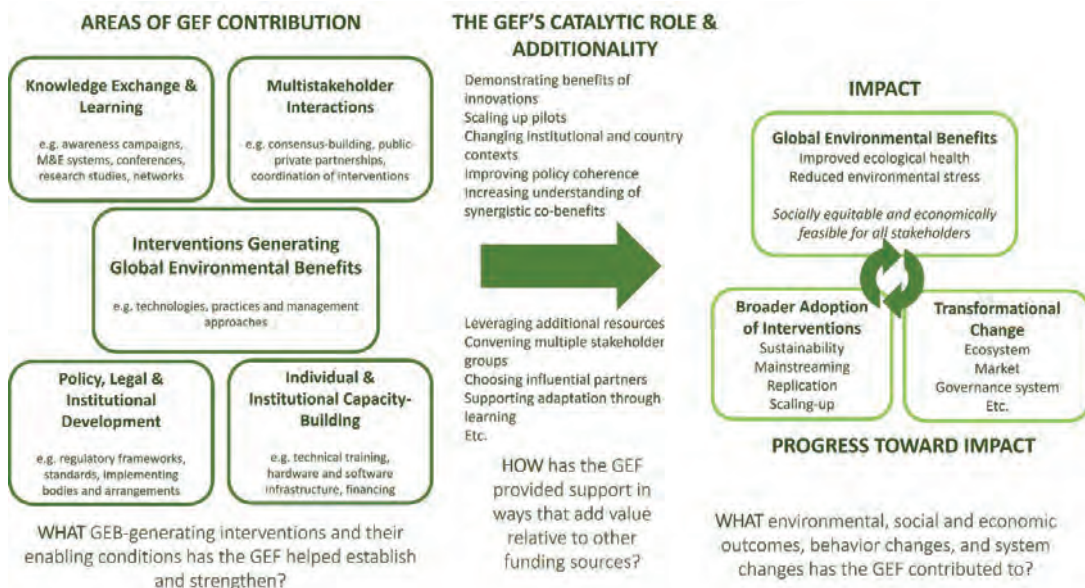 AREAS OF GEF CONTRIBUTION
Knowledge Exchange &
Learning
e.g. awareness campaigns,
M&E systems, conferences,
research studies, networks
Multistakeholder
Interactions
e.g. consensus-building, public-
private partnerships,
coordination of interventions
Interventions Generating
Global Environmental Benefits
e.g. technologies, practices and management
approaches
Policy, Legal &
Institutional
Development
e.g. regulatory frameworks,
standards, implementing
bodies and arrangements
Individual &
Institutional Capacity-
Building
e.g. technical training,
hardware and software
infrastructure, financing
WHAT GEB-generating interventions and their
enabling conditions has the GEF helped establish
and strengthen?
THE GEF'S CATALYTIC ROLE &
ADDITIONALITY
Demonstrating benefits of
innovations
Scaling up pilots
Changing institutional and country
contexts
Improving policy coherence
Increasing understanding of
synergistic co-benefits
Leveraging additional resources
Convening multiple stakeholder
groups
Choosing influential partners
Supporting adaptation through
learning
Etc.
HOW has the GEF
provided support in
ways that add value
relative to other
funding sources?
IMPACT
Global Environmental Benefits
Improved ecological health
Reduced environmental stress
Socially equitable and economically
feasible for all stakeholders
Broader Adoption
of Interventions
Sustainability
Mainstreaming
Replication
Scaling-up
Transformational
Change
Ecosystem
Market
Governance system
Etc.
PROGRESS TOWARD IMPACT
WHAT environmental, social and economic
outcomes, behavior changes, and system
changes has the GEF contributed to?